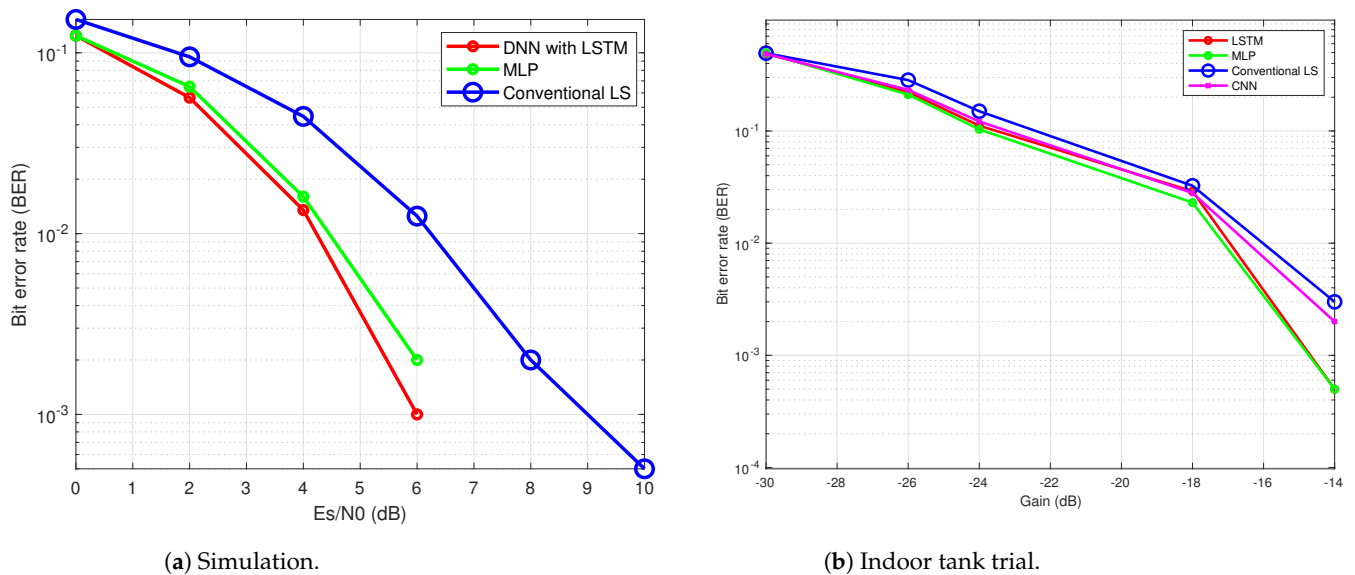 10^-1
10^-2
10^-3
Bit error rate (BER)
0 1 2 3 4 5 6 7 8 9 10
Es/N0 (dB)
DNN with LSTM
MLP
Conventional LS
(a) Simulation.
10^-1
10^-2
10^-3
10^-4
Bit error rate (BER)
-30 -28 -26 -24 -22 -20 -18 -16 -14
Gain (dB)
LSTM
MLP
Conventional LS
CNN
(b) Indoor tank trial.